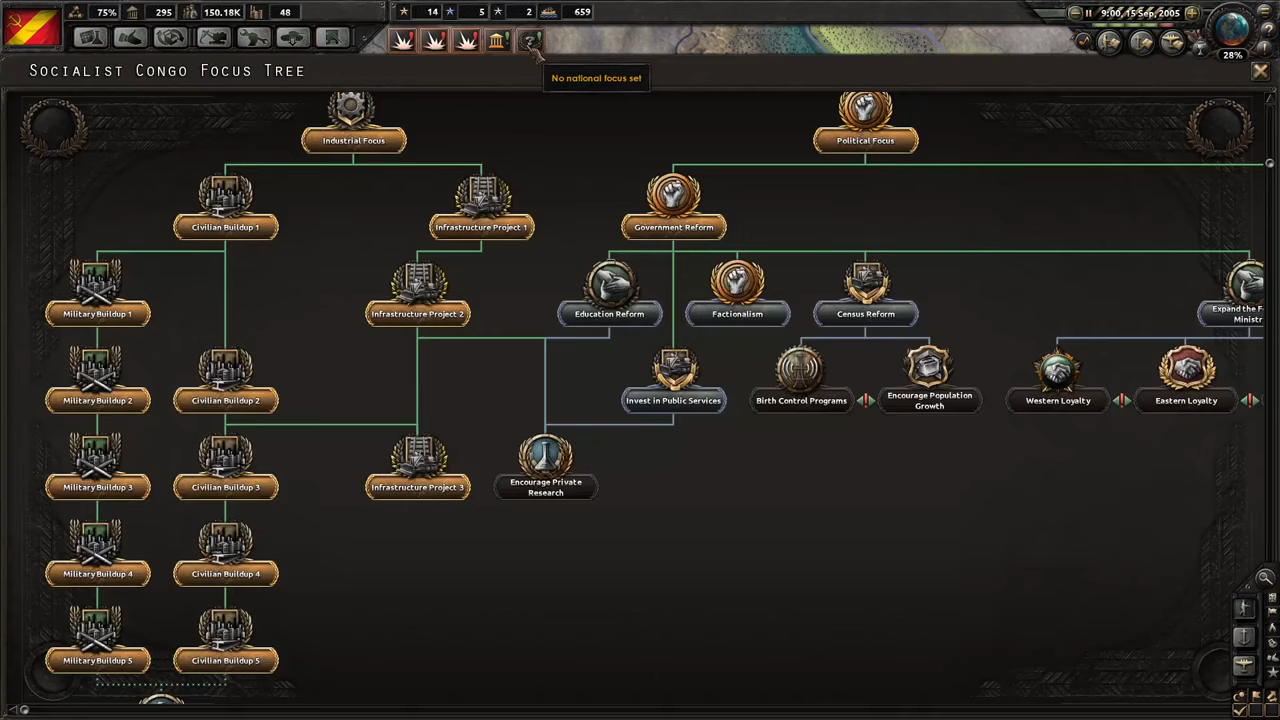 75% 295 150.18K 48 14 5 2 659 9:00, 15 Sep, 2005
28%
Socialist Congo Focus Tree
No national focus set
Industrial Focus
Political Focus
Civilian Buildup 1
Infrastructure Project 1
Government Reform
Military Buildup 1
Infrastructure Project 2
Education Reform
Factionalism
Census Reform
Expand the F
Ministr
Military Buildup 2
Civilian Buildup 2
Invest in Public Services
Birth Control Programs
Encourage Population
Growth
Western Loyalty
Eastern Loyalty
Military Buildup 3
Civilian Buildup 3
Infrastructure Project 3
Encourage Private
Research
Military Buildup 4
Civilian Buildup 4
Military Buildup 5
Civilian Buildup 5